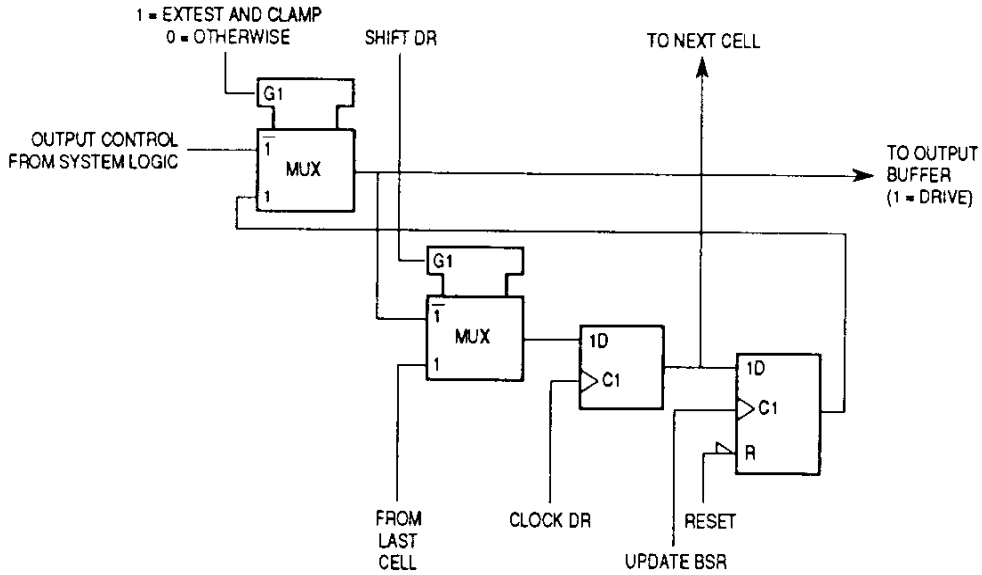 1 = EXTEST AND CLAMP
0 = OTHERWISE
SHIFT DR
TO NEXT CELL
G1
OUTPUT CONTROL
FROM SYSTEM LOGIC
1
MUX
1
TO OUTPUT
BUFFER
(1 = DRIVE)
G1
1
MUX
1
1D
C1
1D
C1
R
FROM
LAST
CELL
CLOCK DR
RESET
UPDATE BSR